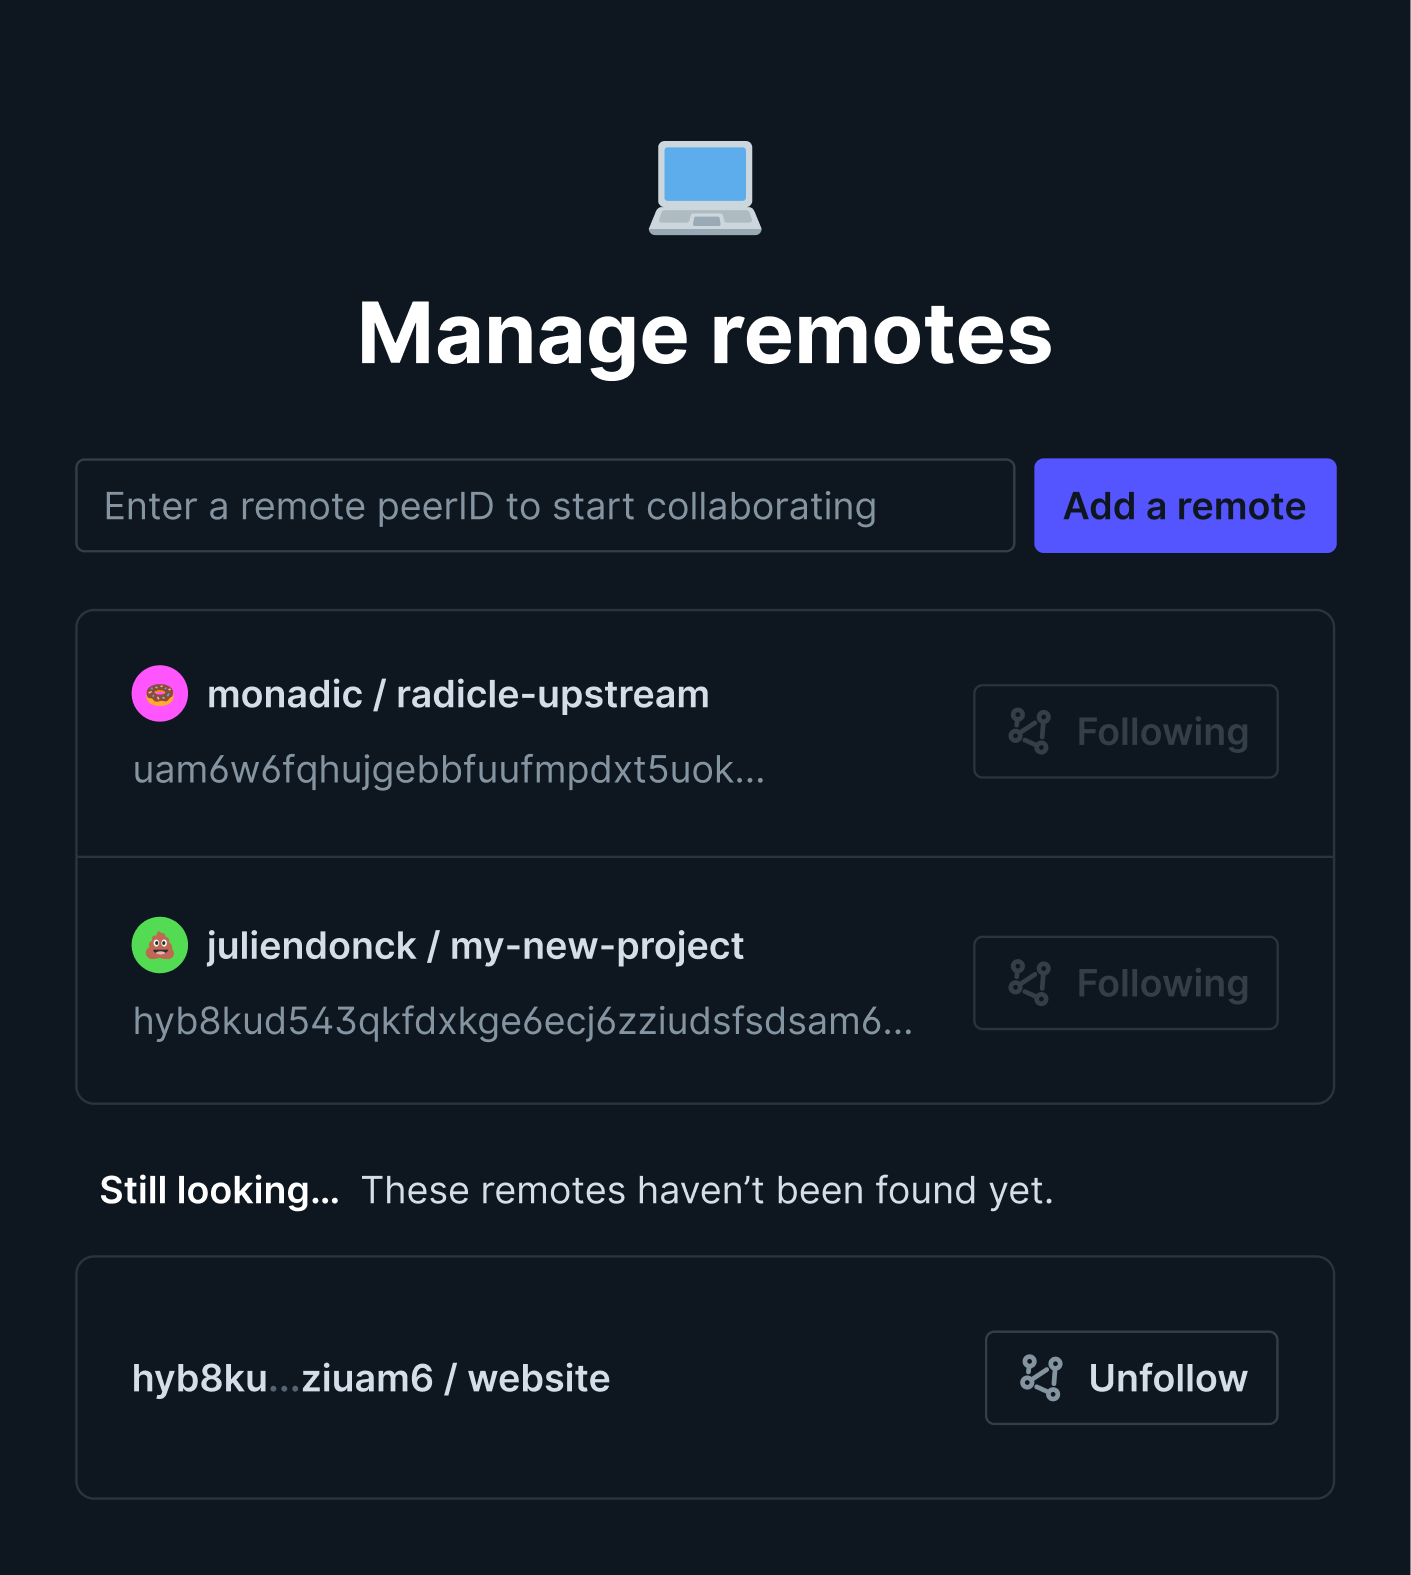 Manage remotes
Enter a remote peerID to start collaborating
Add a remote
monadic / radicle-upstream
uam6w6fqhujgebbfuufmpdxt5uok...
Following
juliendonck / my-new-project
hyb8kud543qkfdxkge6ecj6zziudsfsdsam6...
Following
Still looking... These remotes haven’t been found yet.
hyb8ku...ziuam6 / website
Unfollow